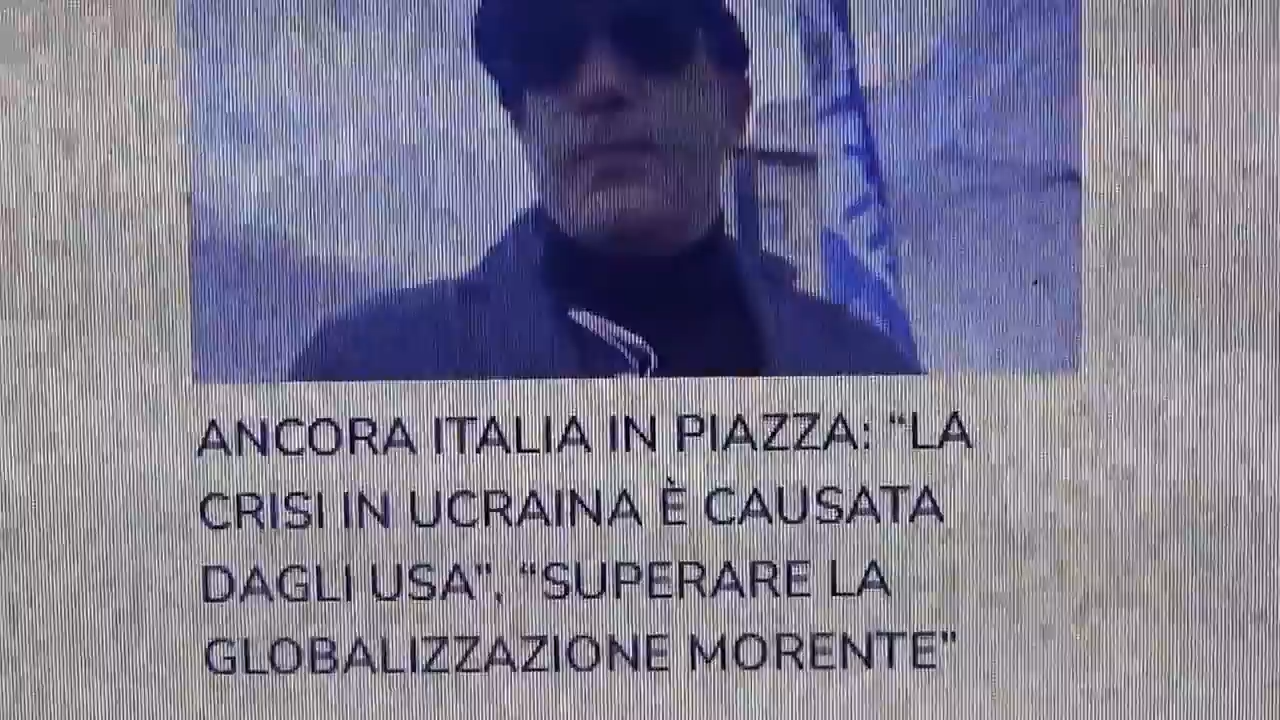 ANCORA ITALIA IN PIAZZA: “LA
CRISI IN UCRAINA È CAUSATA
DAGLI USA”, “SUPERARE LA
GLOBALIZZAZIONE MORENTE”